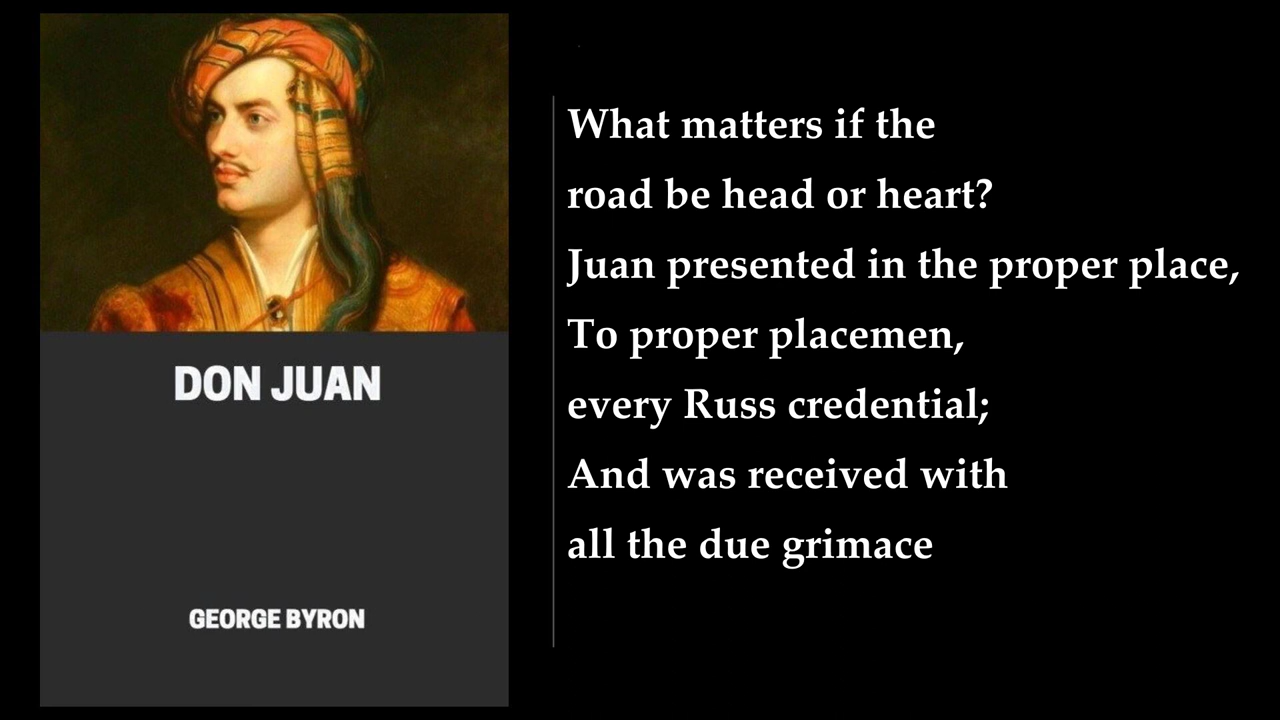 DON JUAN
GEORGE BYRON
What matters if the
road be head or heart?
Juan presented in the proper place,
To proper placemen,
every Russ credential;
And was received with
all the due grimace